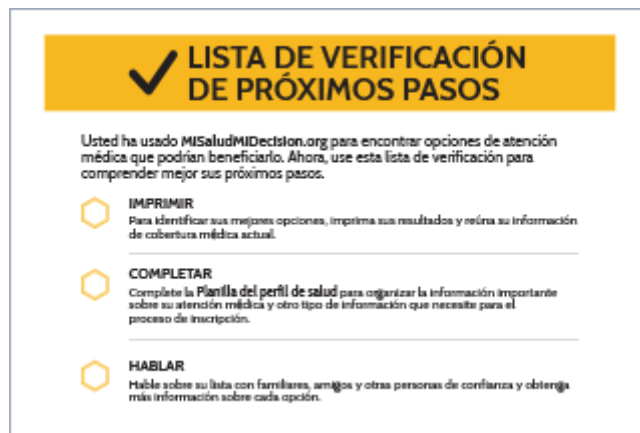 LISTA DE VERIFICACIÓN
DE PRÓXIMOS PASOS
Usted ha usado MISaludMIDecision.org para encontrar opciones de atención
médica que podrían beneficiarlo. Ahora, use esta lista de verificación para
comprender mejor sus próximos pasos.
IMPRIMIR
Para identificar sus mejores opciones, imprima sus resultados y reúna su información
de cobertura médica actual.
COMPLETAR
Complete la Planilla del perfil de salud para organizar la información importante
sobre su atención médica y otro tipo de información que necesite para el
proceso de inscripción.
HABLAR
Hable sobre su lista con familiares, amigos y otras personas de confianza y obtenga
más información sobre cada opción.